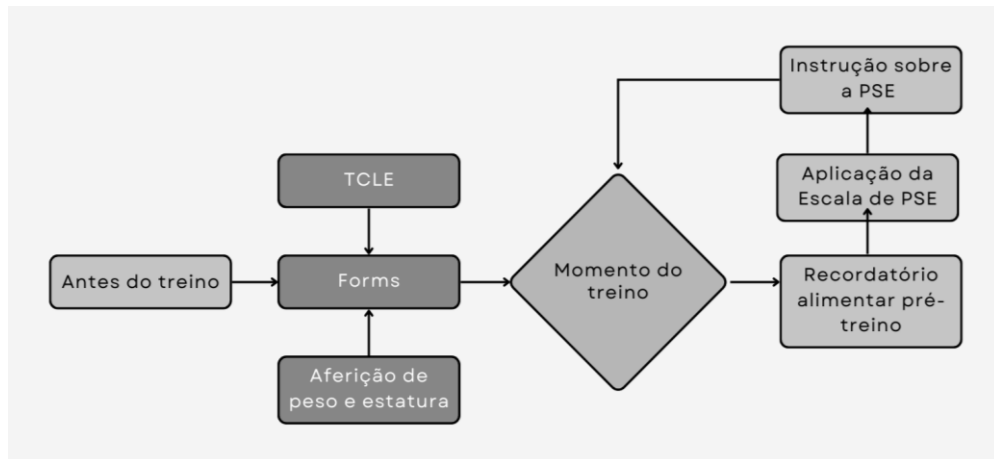 Antes do treino
TCLE
Forms
Aferição de
peso e estatura
Momento do
treino
Instrução sobre
a PSE
Aplicação da
Escala de PSE
Recordatório
alimentar pré-
treino